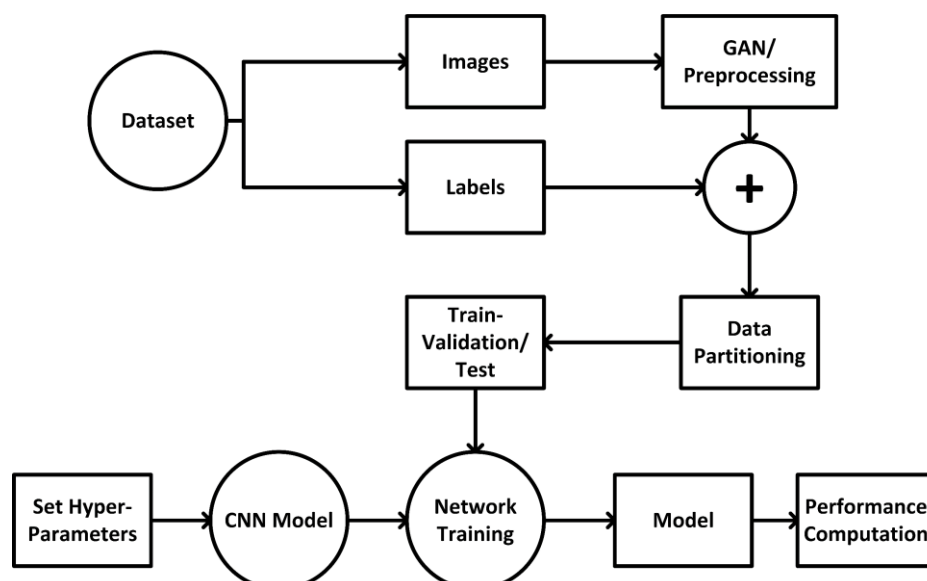 Dataset
Images
GAN/
Preprocessing
Labels
+
Train-
Validation/
Test
Data
Partitioning
Set Hyper-
Parameters
CNN Model
Network
Training
Model
Performance
Computation